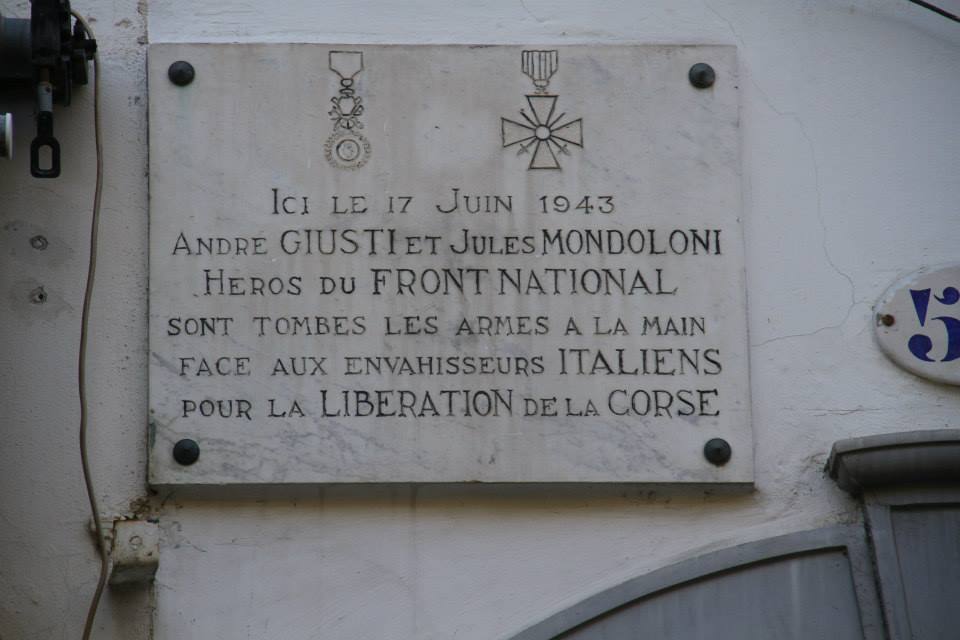 ICI LE 17 JUIN 1943
ANDRE GIUSTI ET JULES MONDOLONI
HEROS DU FRONT NATIONAL
SONT TOMBES LES ARMES A LA MAIN
FACE AUX ENVAHISSEURS ITALIENS
POUR LA LIBERATION DE LA CORSE
5